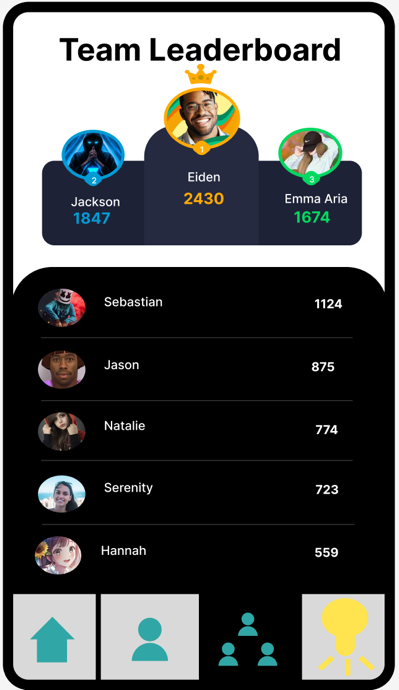 Team Leaderboard
1
Eiden
2430
2
Jackson
1847
3
Emma Aria
1674
Sebastian 1124
Jason 875
Natalie 774
Serenity 723
Hannah 559